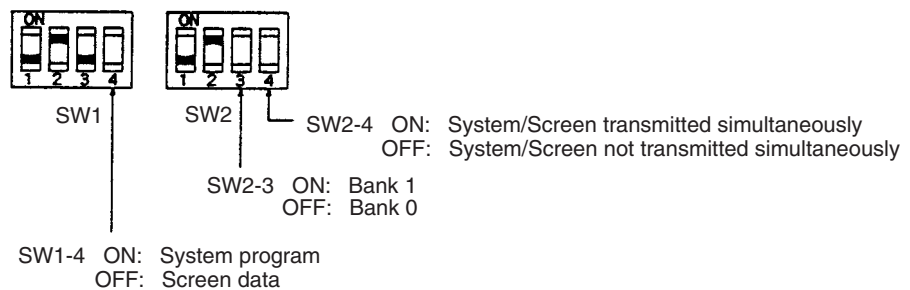 ON ON
1 2 3 4 1 2 3 4
SW1 SW2
SW2-4 ON: System/Screen transmitted simultaneously
OFF: System/Screen not transmitted simultaneously
SW2-3 ON: Bank 1
OFF: Bank 0
SW1-4 ON: System program
OFF: Screen data